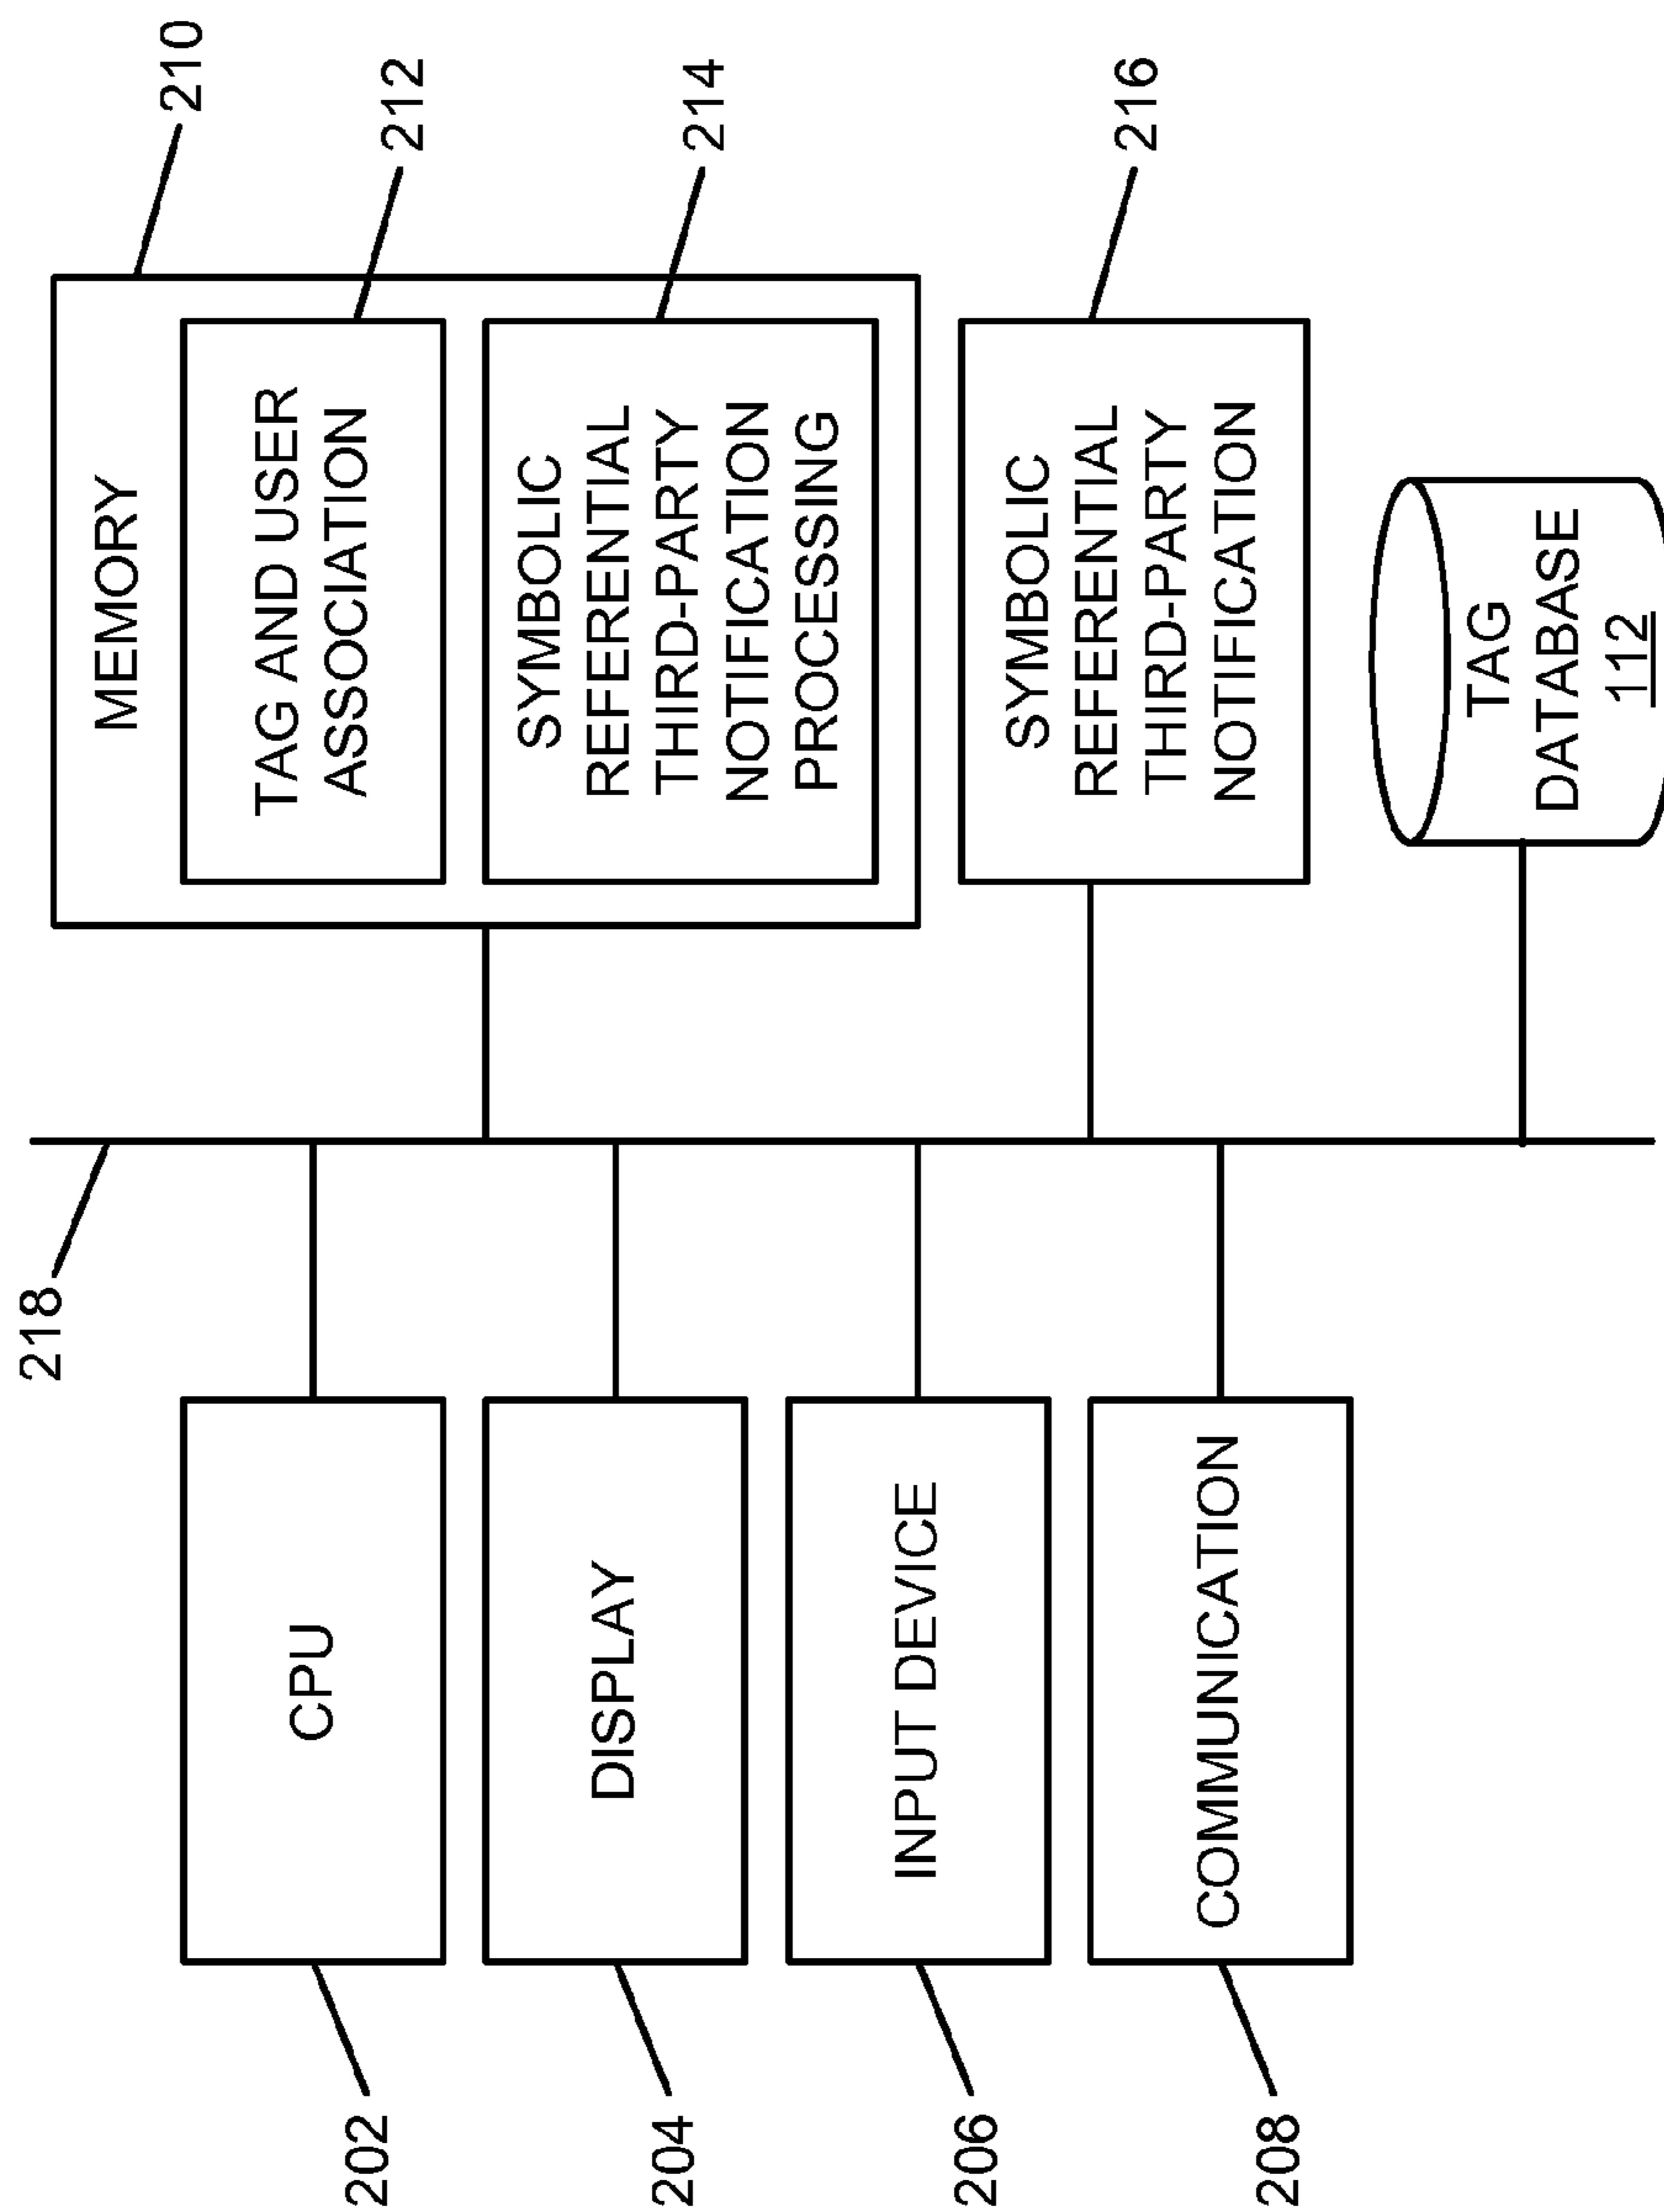 218
210
MEMORY
212
TAG AND USER
ASSOCIATION
214
SYMBOLIC
REFERENTIAL
THIRD-PARTY
NOTIFICATION
PROCESSING
216
SYMBOLIC
REFERENTIAL
THIRD-PARTY
NOTIFICATION
TAG
DATABASE
112
202
CPU
204
DISPLAY
206
INPUT DEVICE
208
COMMUNICATION